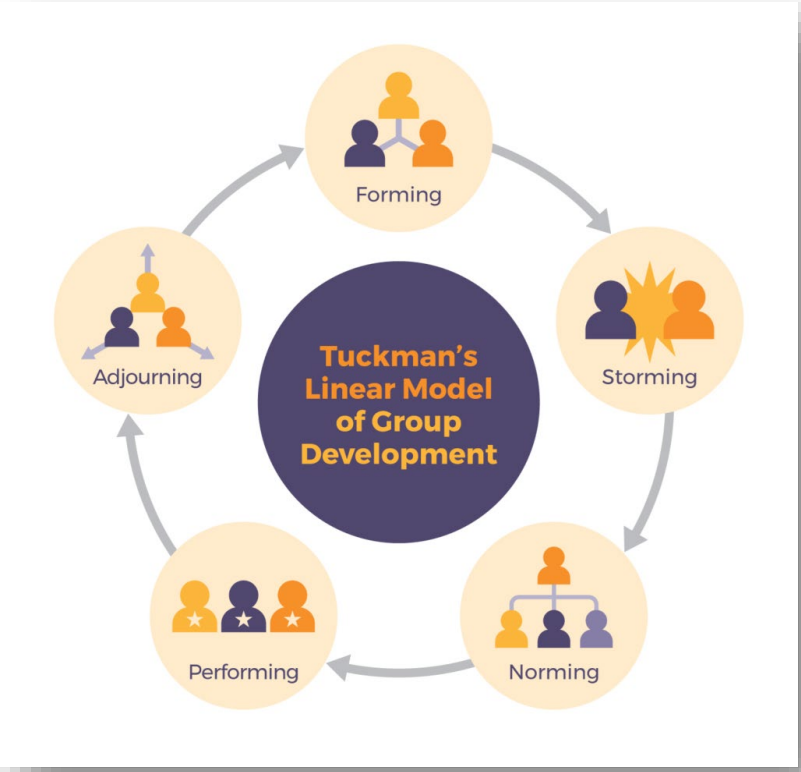 Forming
Storming
Norming
Performing
Adjourning
Tuckman’s
Linear Model
of Group
Development